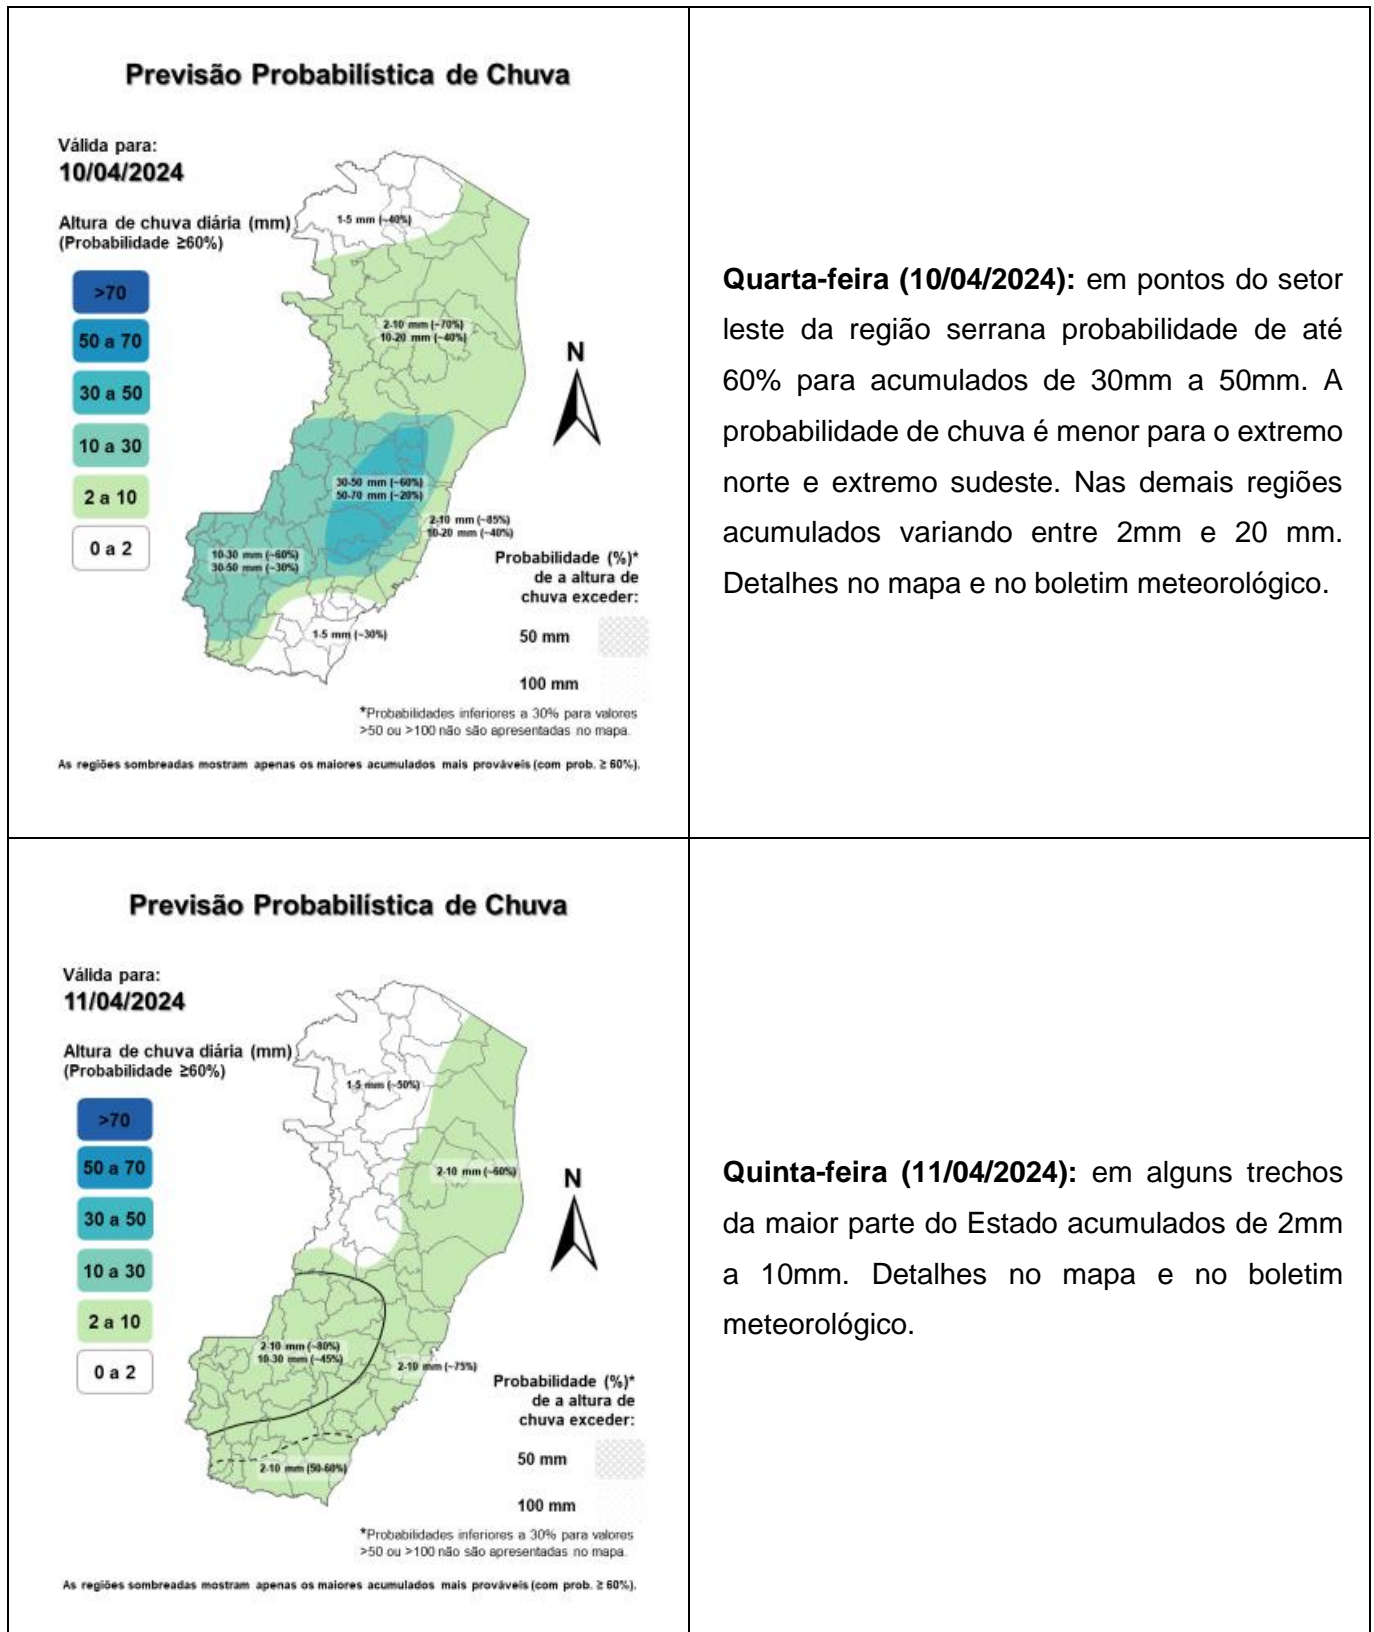 Previsão Probabilística de Chuva
Válida para:
10/04/2024
Altura de chuva diária (mm)
(Probabilidade ≥60%)
>70
50 a 70
30 a 50
10 a 30
2 a 10
0 a 2
1-5 mm (~40%)
2-10 mm (~70%)
10-20 mm (~40%)
N
30-50 mm (~60%)
50-70 mm (~20%)
2-10 mm (~85%)
10-20 mm (~40%)
10-30 mm (~60%)
30-50 mm (~30%)
1-5 mm (~30%)
Probabilidade (%)*
de a altura de
chuva exceder:
50 mm
100 mm
*Probabilidades inferiores a 30% para valores
>50 ou >100 não são apresentadas no mapa.
As regiões sombreadas mostram apenas os maiores acumulados mais prováveis (com prob. ≥ 60%).
Quarta-feira (10/04/2024): em pontos do setor
leste da região serrana probabilidade de até
60% para acumulados de 30mm a 50mm. A
probabilidade de chuva é menor para o extremo
norte e extremo sudeste. Nas demais regiões
acumulados variando entre 2mm e 20 mm.
Detalhes no mapa e no boletim meteorológico.
Previsão Probabilística de Chuva
Válida para:
11/04/2024
Altura de chuva diária (mm)
(Probabilidade ≥60%)
>70
50 a 70
30 a 50
10 a 30
2 a 10
0 a 2
1-5 mm (~50%)
2-10 mm (~60%)
N
2-10 mm (~80%)
10-30 mm (~45%)
2-10 mm (~75%)
2-10 mm (50-60%)
Probabilidade (%)*
de a altura de
chuva exceder:
50 mm
100 mm
*Probabilidades inferiores a 30% para valores
>50 ou >100 não são apresentadas no mapa.
As regiões sombreadas mostram apenas os maiores acumulados mais prováveis (com prob. ≥ 60%).
Quinta-feira (11/04/2024): em alguns trechos
da maior parte do Estado acumulados de 2mm
a 10mm. Detalhes no mapa e no boletim
meteorológico.